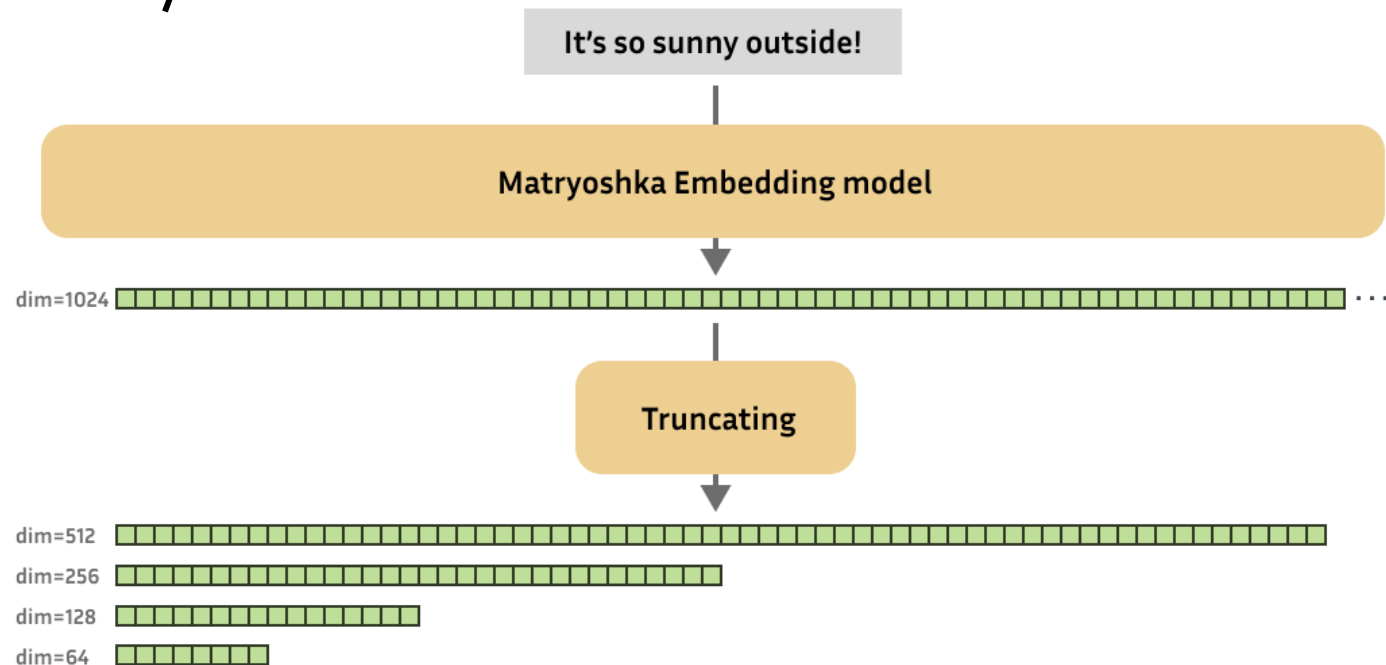 It's so sunny outside!
Matryoshka Embedding model
dim=1024 ...
Truncating
dim=512
dim=256
dim=128
dim=64